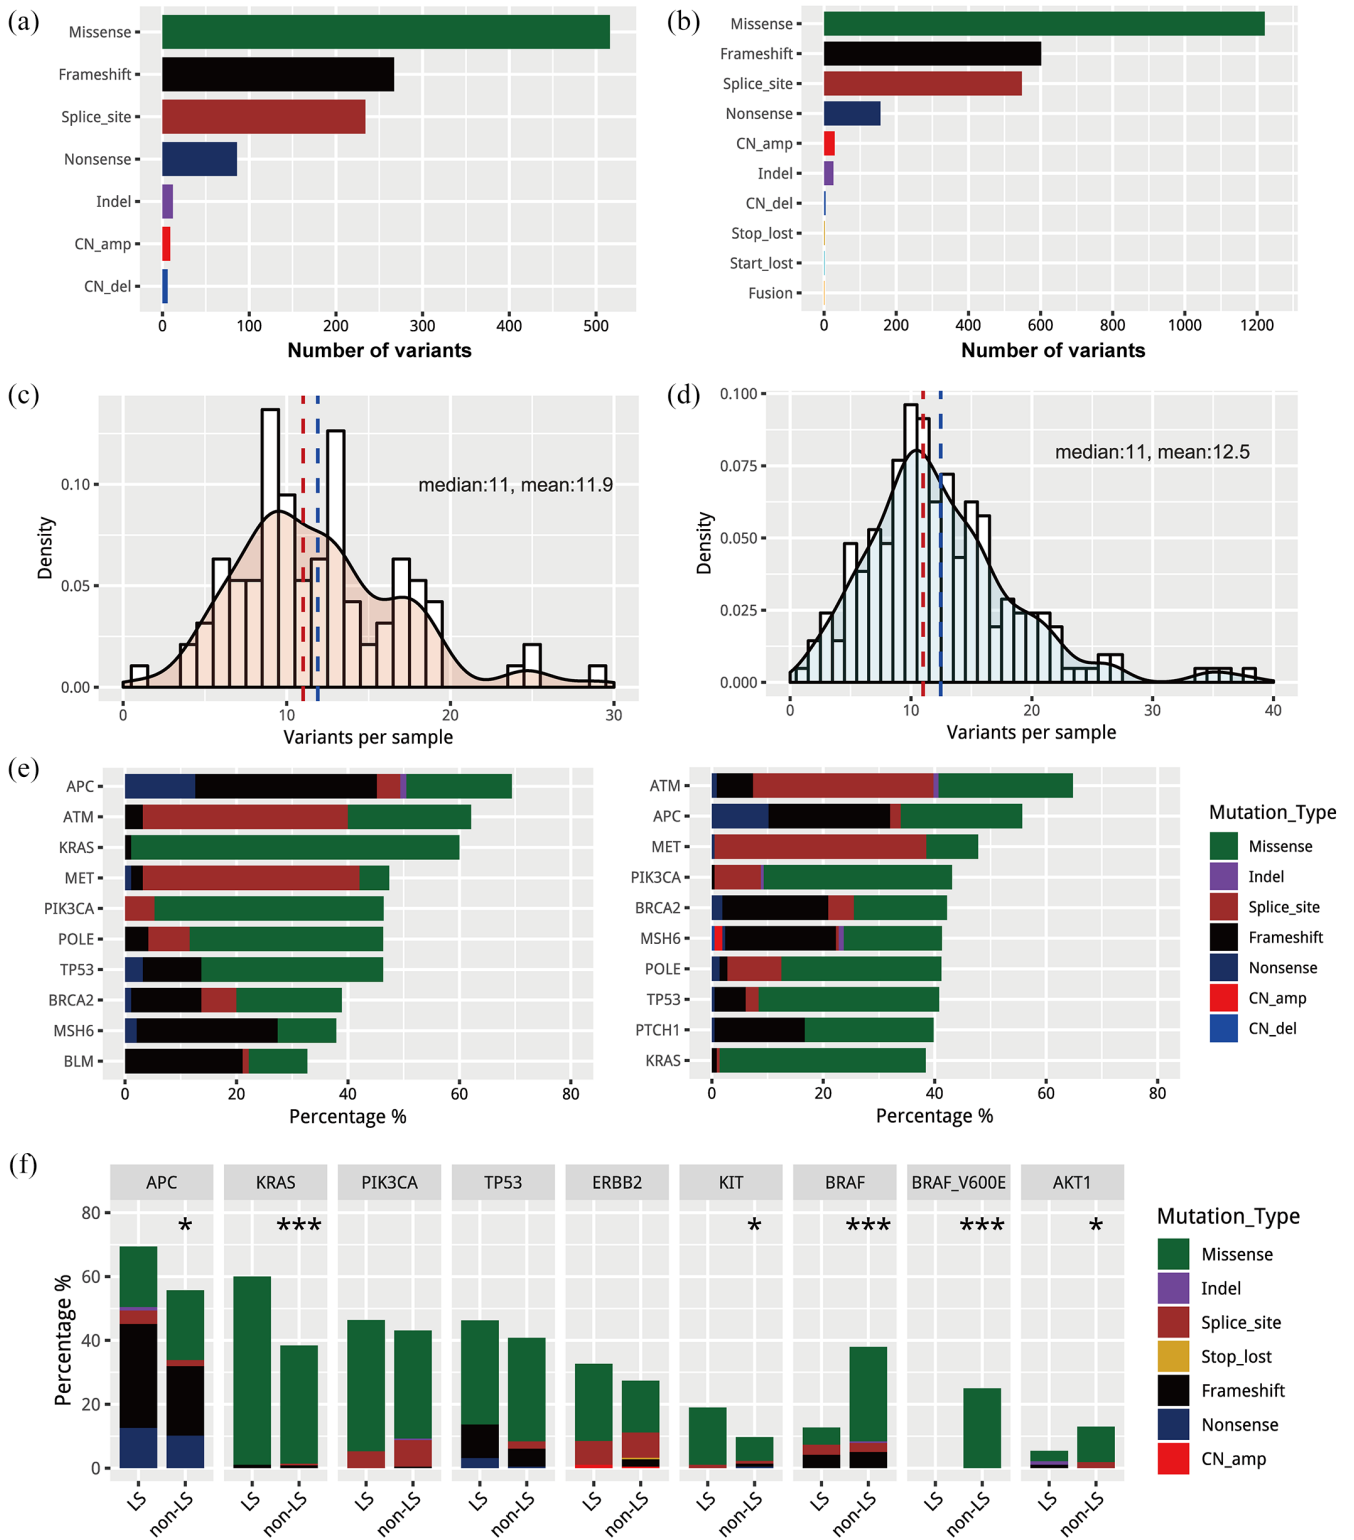 (a)
Missense
Frameshift
Splice_site
Nonsense
Indel
CN_amp
CN_del
0 100 200 300 400 500
Number of variants
(b)
Missense
Frameshift
Splice_site
Nonsense
CN_amp
Indel
CN_del
Stop_lost
Start_lost
Fusion
0 200 400 600 800 1000 1200
Number of variants
(c)
Density
0.10
0.05
0.00
median:11, mean:11.9
0 10 20 30
Variants per sample
(d)
Density
0.100
0.075
0.050
0.025
0.000
median:11, mean:12.5
0 10 20 30 40
Variants per sample
(e)
APC
ATM
KRAS
MET
PIK3CA
POLE
TP53
BRCA2
MSH6
BLM
0 20 40 60 80
Percentage %
ATM
APC
MET
PIK3CA
BRCA2
MSH6
POLE
TP53
PTCH1
KRAS
0 20 40 60 80
Percentage %
Mutation_Type
Missense
Indel
Splice_site
Frameshift
Nonsense
CN_amp
CN_del
(f)
APC KRAS PIK3CA TP53 ERBB2 KIT BRAF BRAF_V600E AKT1
* *** * *** *** *
Percentage %
80
60
40
20
0
LS non-LS LS non-LS LS non-LS LS non-LS LS non-LS LS non-LS LS non-LS LS non-LS LS non-LS
Mutation_Type
Missense
Indel
Splice_site
Stop_lost
Frameshift
Nonsense
CN_amp